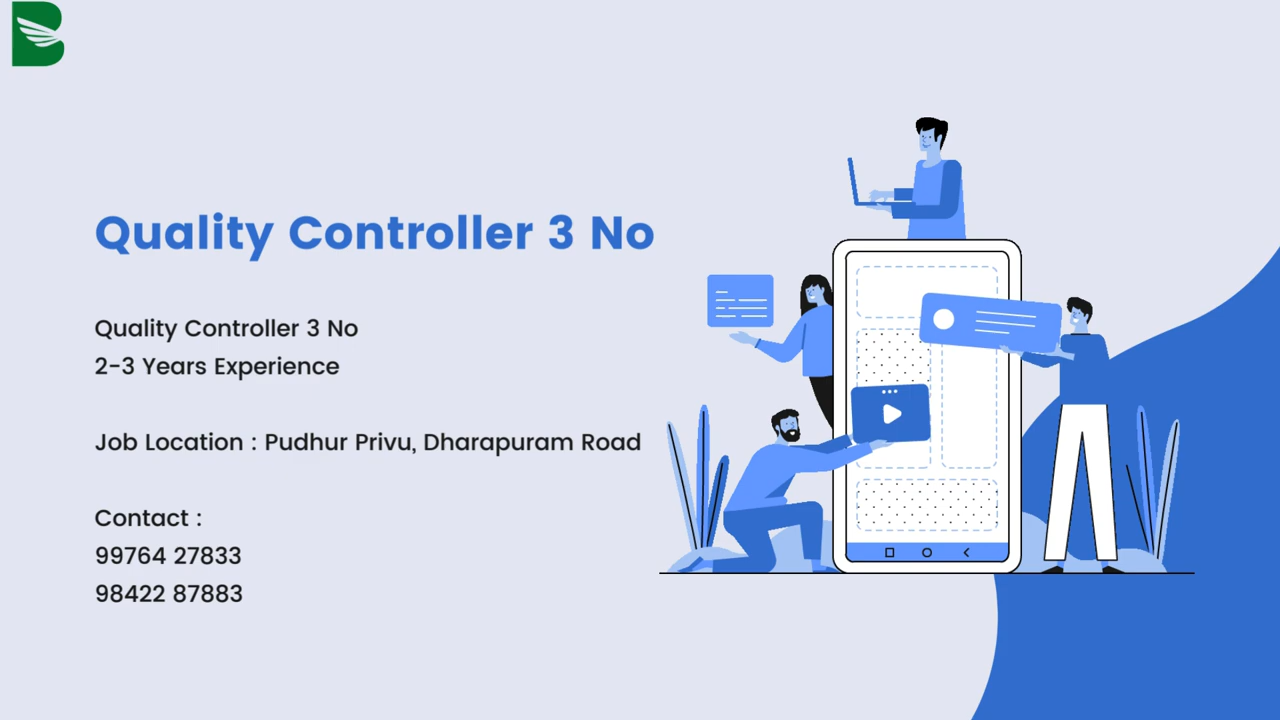 Quality Controller 3 No
Quality Controller 3 No
2-3 Years Experience
Job Location : Pudhur Privu, Dharapuram Road
Contact :
99764 27833
98422 87883